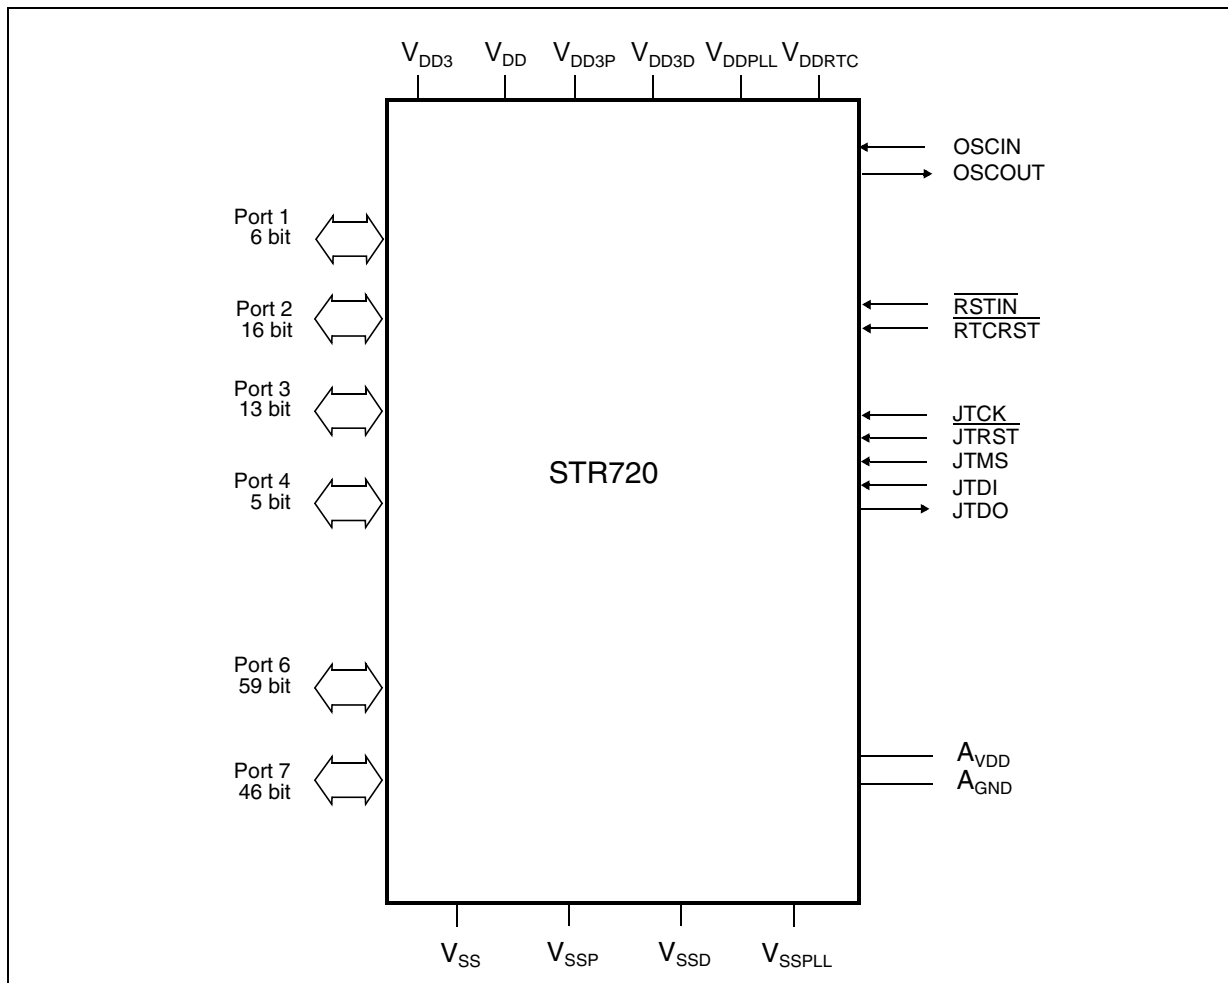 VDD3 VDD VDD3P VDD3D VDDPLL VDDRTC
OSCIN
OSCOUT
Port 1
6 bit
Port 2
16 bit
RSTIN
RTCRST
Port 3
13 bit
JTCK
JTRST
JTMS
JTDI
JTDO
Port 4
5 bit
STR720
Port 6
59 bit
Port 7
46 bit
AVDD
AGND
VSS VSSP VSSD VSSPLL